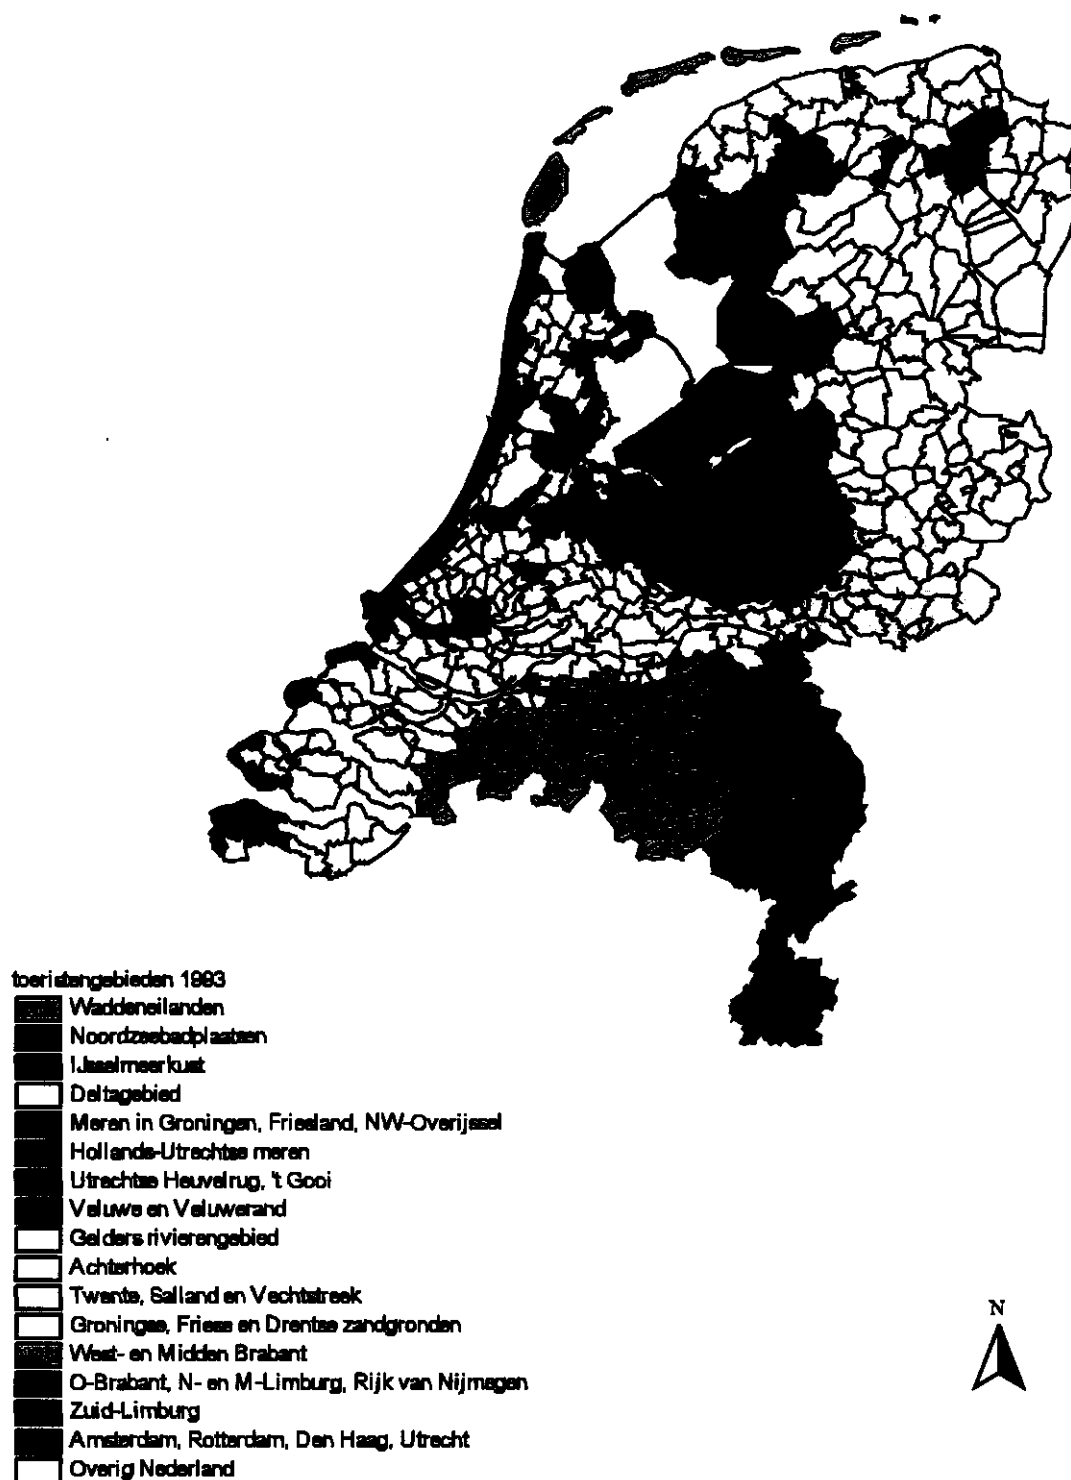 toeristengebieden 1993
Waddeneilanden
Noordzeebadplaatsen
IJsselmeerkust
Deltagebied
Meren in Groningen, Friesland, NW-Overijssel
Hollands-Utrechtse meren
Utrechtse Heuvelrug, 't Gooi
Veluwe en Veluwerand
Gelders rivierengebied
Achterhoek
Twente, Salland en Vechtstreek
Groningse, Friese en Drentse zandgronden
West- en Midden Brabant
O-Brabant, N- en M-Limburg, Rijk van Nijmegen
Zuid-Limburg
Amsterdam, Rotterdam, Den Haag, Utrecht
Overig Nederland
N